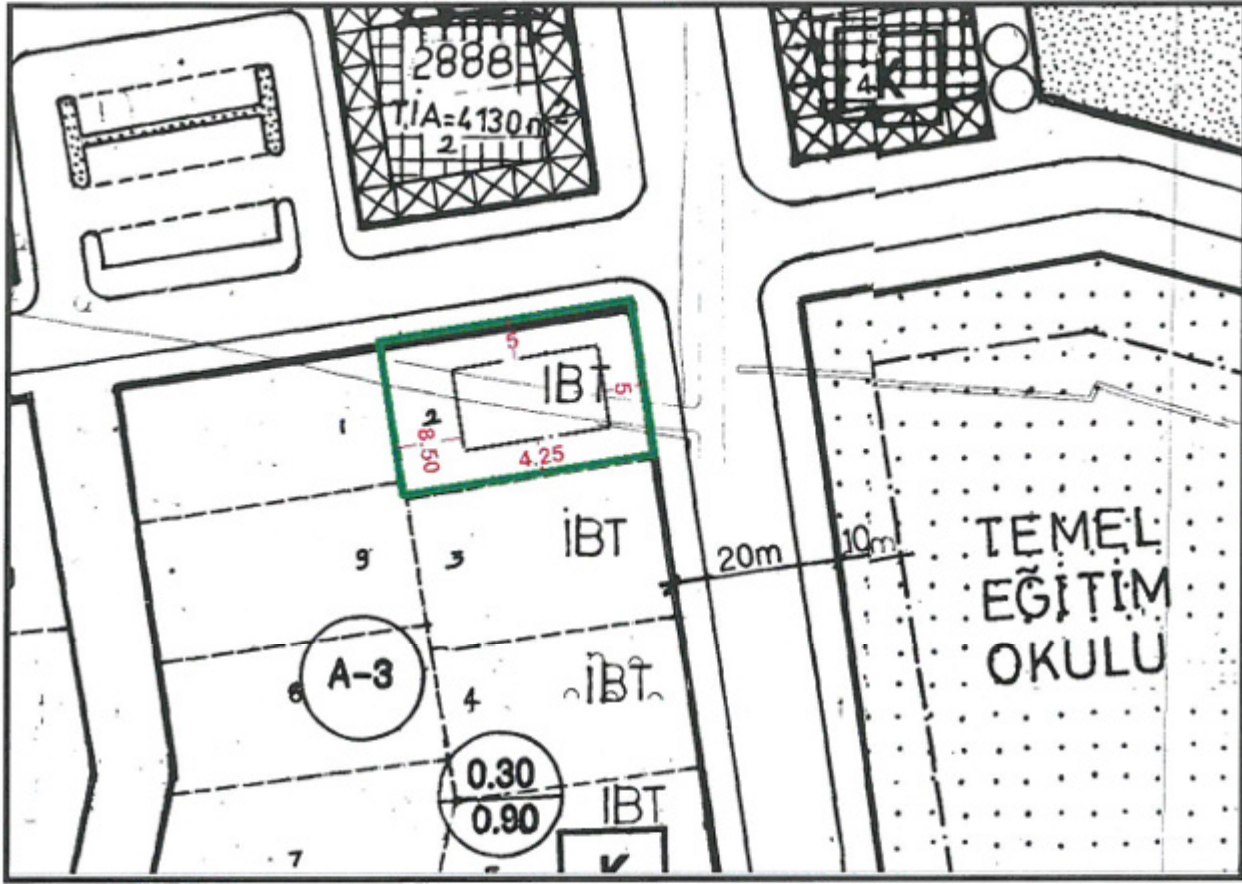 2888
T.İA=4130m²
2
4K
5
İBT
5
2
8.50
4.25
1
İBT
9
3
20m
10m
TEMEL
EĞİTİM
OKULU
A-3
8
İBT
4
0.30
0.90
İBT
7
K